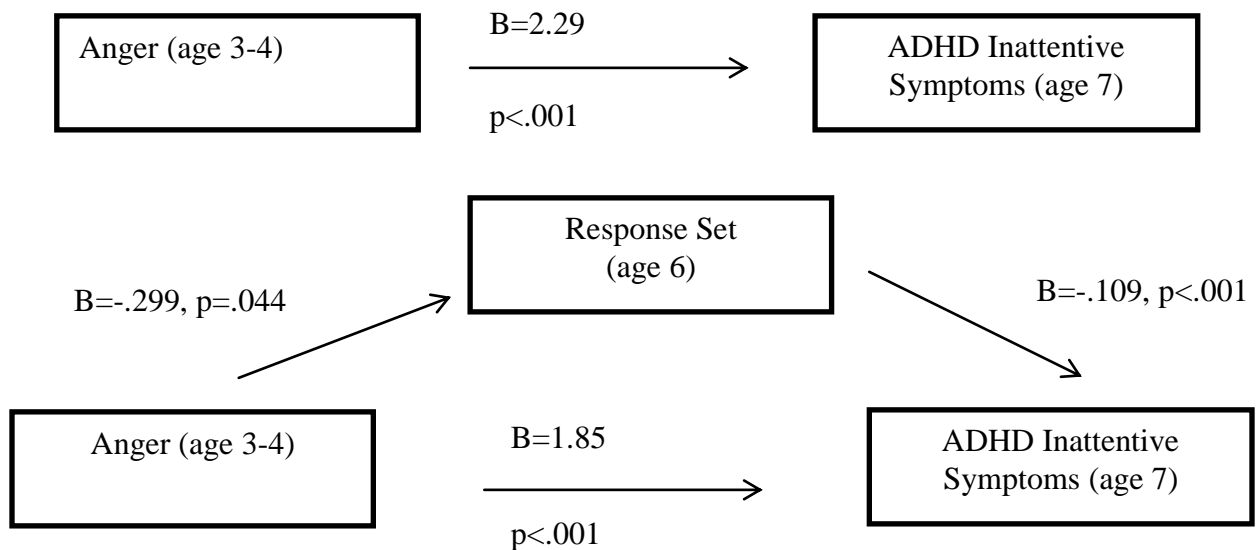 Anger (age 3-4)
B=2.29
p<.001
ADHD Inattentive
Symptoms (age 7)
Response Set
(age 6)
B=-.299, p=.044
B=-.109, p<.001
Anger (age 3-4)
B=1.85
p<.001
ADHD Inattentive
Symptoms (age 7)